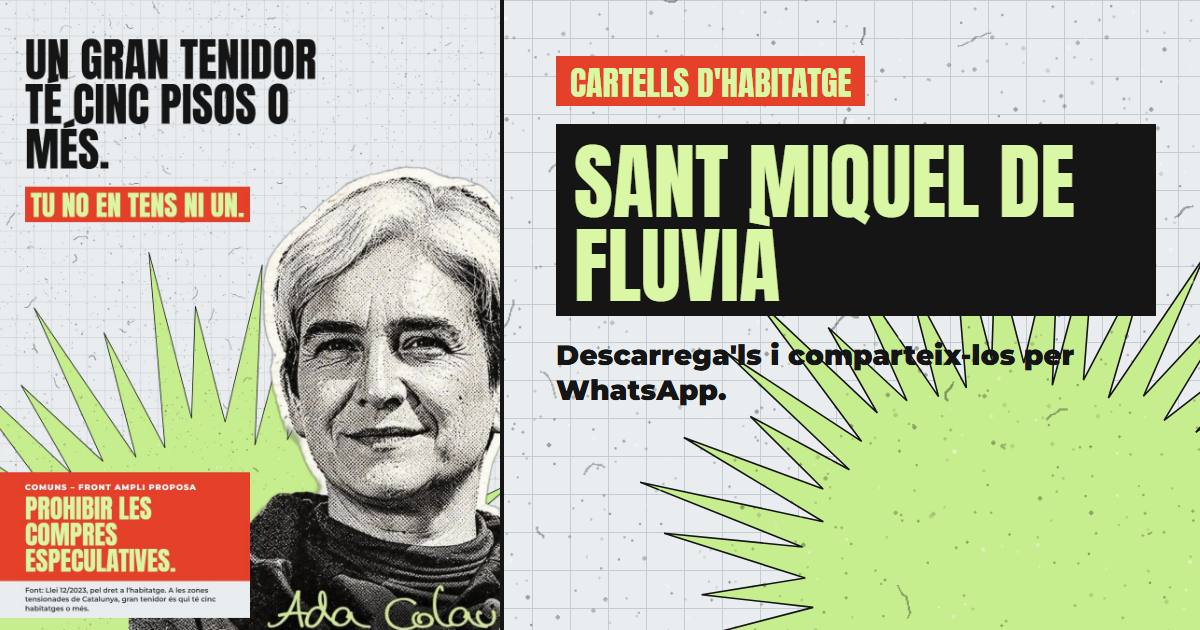 UN GRAN TENIDOR
TÉ CINC PISOS O
MÉS.
TU NO EN TENS NI UN.
COMUNS – FRONT AMPLI PROPOSA
PROHIBIR LES
COMPRES
ESPECULATIVES.
Font: Llei 12/2023, pel dret a l'habitatge. A les zones
tensionades de Catalunya, gran tenidor és qui té cinc
habitatges o més.
Ada Colau
CARTELLS D'HABITATGE
SANT MIQUEL DE
FLUVIÀ
Descarrega'ls i comparteix-los per
WhatsApp.